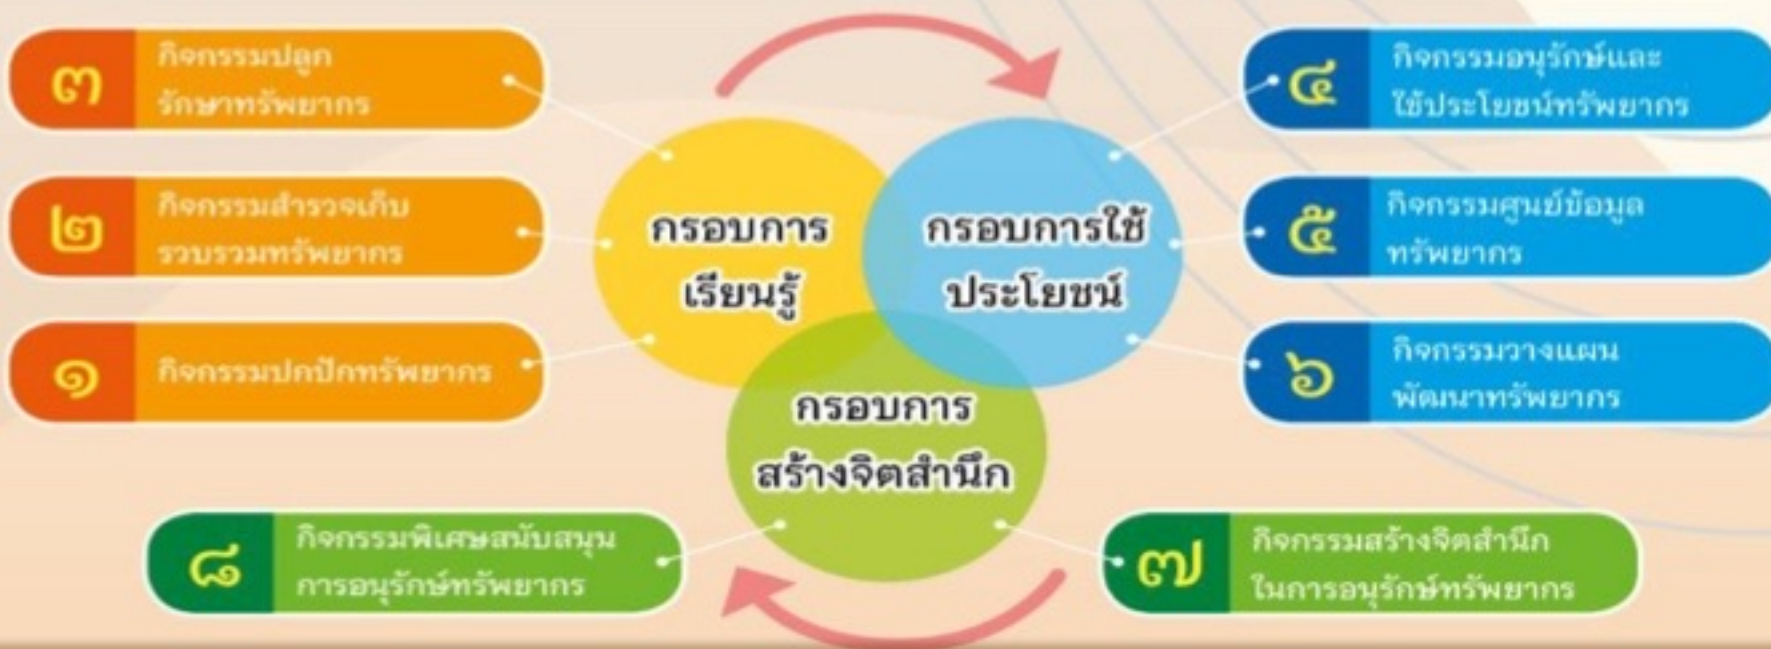 ๓
กิจกรรมปลูก
รักษาทรัพยากร
๒
กิจกรรมสำรวจเก็บ
รวบรวมทรัพยากร
๑
กิจกรรมปกปักทรัพยากร
กรอบการ
เรียนรู้
กรอบการใช้
ประโยชน์
กรอบการ
สร้างจิตสำนึก
๔
กิจกรรมอนุรักษ์และ
ใช้ประโยชน์ทรัพยากร
๕
กิจกรรมศูนย์ข้อมูล
ทรัพยากร
๖
กิจกรรมวางแผน
พัฒนาทรัพยากร
๘
กิจกรรมพิเศษสนับสนุน
การอนุรักษ์ทรัพยากร
๗
กิจกรรมสร้างจิตสำนึก
ในการอนุรักษ์ทรัพยากร